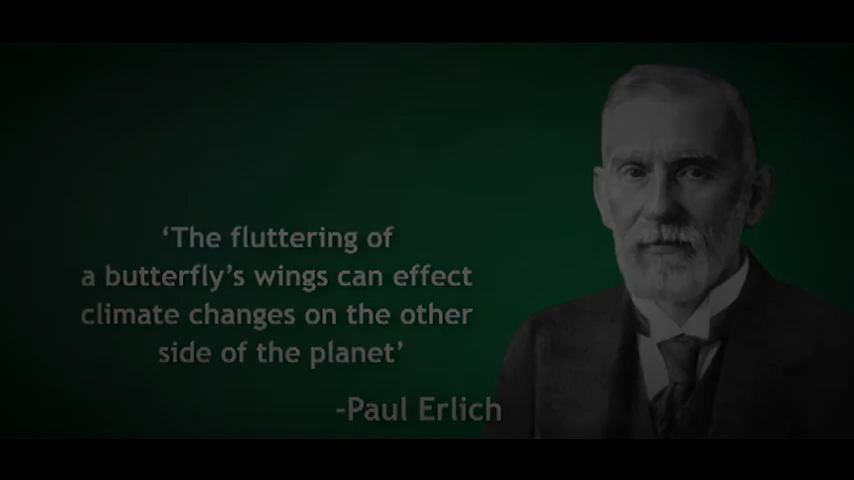 ‘The fluttering of
a butterfly’s wings can effect
climate changes on the other
side of the planet’
-Paul Erlich